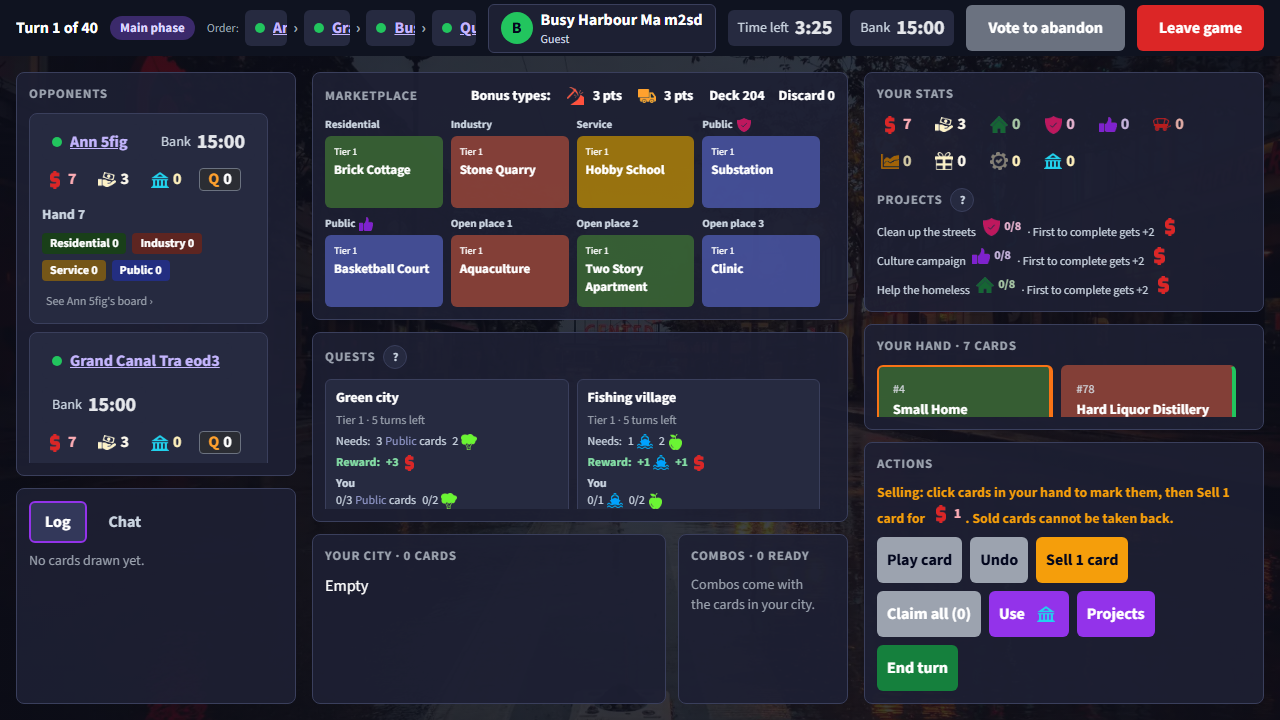 Turn 1 of 40
Main phase
Order:
Busy Harbour Ma m2sd
B
Guest
Time left 3:25
Bank 15:00
Vote to abandon
Leave game
OPPONENTS
Ann 5fig
Bank 15:00
7 3 0 Q 0
Hand 7
Residential 0 Industry 0
Service 0 Public 0
See Ann 5fig's board ›
Grand Canal Tra eod3
Bank 15:00
7 3 0 Q 0
Log Chat
No cards drawn yet.
MARKETPLACE Bonus types: 3 pts 3 pts Deck 204 Discard 0
Residential Industry Service Public
Tier 1 Tier 1 Tier 1 Tier 1
Brick Cottage Stone Quarry Hobby School Substation
Public Open place 1 Open place 2 Open place 3
Tier 1 Tier 1 Tier 1 Tier 1
Basketball Court Aquaculture Two Story Apartment Clinic
QUESTS ?
Green city
Tier 1 · 5 turns left
Needs: 3 Public cards 2
Reward: +3
You
0/3 Public cards 0/2
Fishing village
Tier 1 · 5 turns left
Needs: 1 2
Reward: +1 +1
You
0/1 0/2
YOUR CITY · 0 CARDS
Empty
COMBOS · 0 READY
Combos come with
the cards in your city.
YOUR STATS
7 3 0 0 0 0
0 0 0 0
PROJECTS ?
Clean up the streets 0/8 · First to complete gets +2
Culture campaign 0/8 · First to complete gets +2
Help the homeless 0/8 · First to complete gets +2
YOUR HAND · 7 CARDS
#4
Small Home
#78
Hard Liquor Distillery
ACTIONS
Selling: click cards in your hand to mark them, then Sell 1
card for 1 . Sold cards cannot be taken back.
Play card Undo Sell 1 card
Claim all (0) Use Projects
End turn